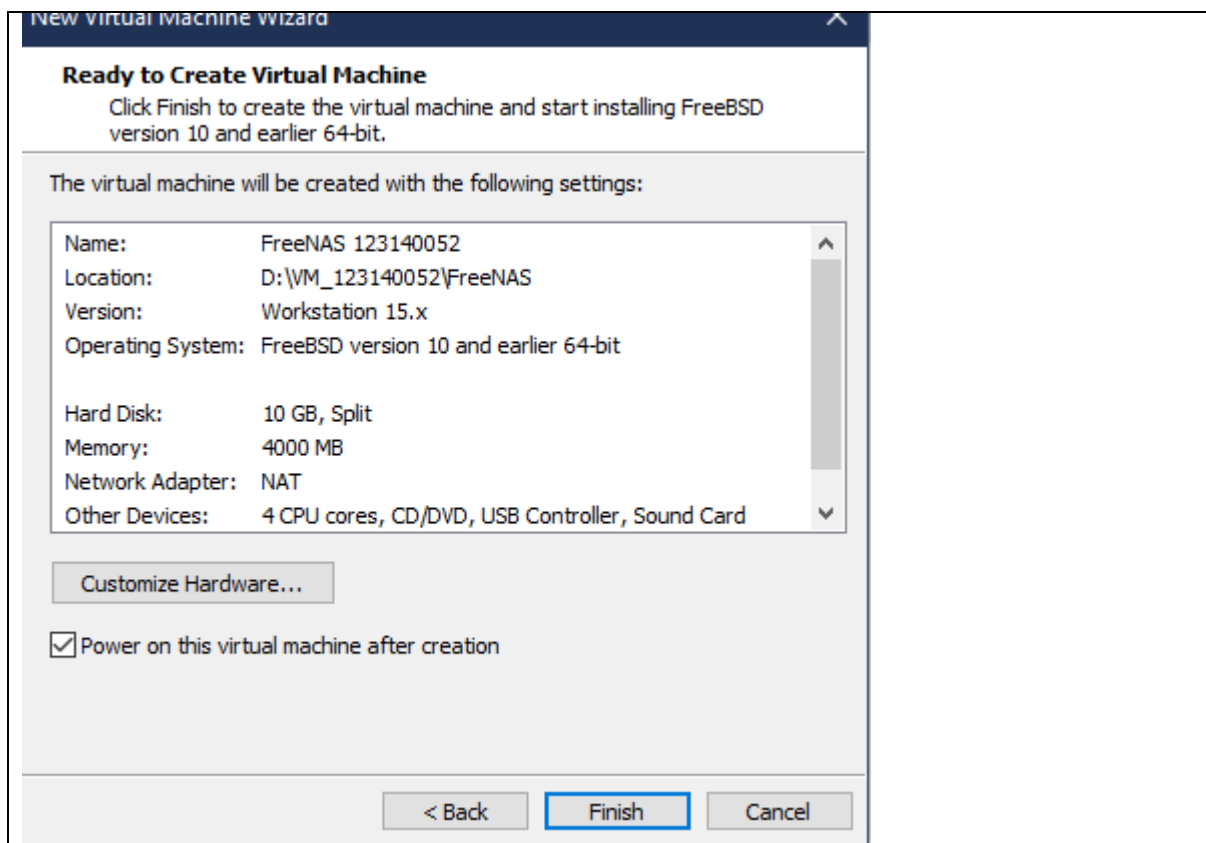 New Virtual Machine Wizard
Ready to Create Virtual Machine
Click Finish to create the virtual machine and start installing FreeBSD
version 10 and earlier 64-bit.
The virtual machine will be created with the following settings:
Name: FreeNAS 123140052
Location: D:\VM_123140052\FreeNAS
Version: Workstation 15.x
Operating System: FreeBSD version 10 and earlier 64-bit
Hard Disk: 10 GB, Split
Memory: 4000 MB
Network Adapter: NAT
Other Devices: 4 CPU cores, CD/DVD, USB Controller, Sound Card
Customize Hardware...
Power on this virtual machine after creation
< Back Finish Cancel